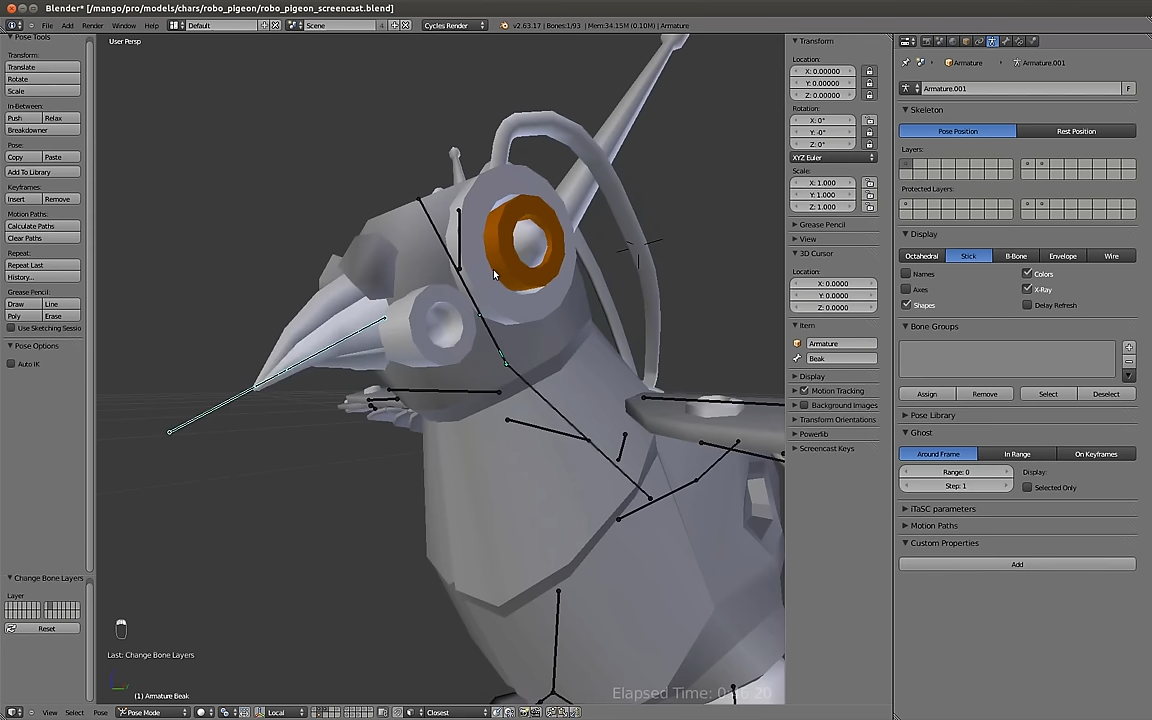 Blender* [/mango/pro/models/chars/robo_pigeon/robo_pigeon_screencast.blend]
File Add Render Window Help Default Scene 4 Cycles Render v2.63.17 | Bones:1/93 | Mem:34.15M (0.10M) | Armature
Pose Tools
Transform:
Translate
Rotate
Scale
In-Between:
Push Relax
Breakdowner
Pose:
Copy Paste
Add To Library
Keyframes:
Insert Remove
Motion Paths:
Calculate Paths
Clear Paths
Repeat:
Repeat Last
History...
Grease Pencil:
Draw Line
Poly Erase
Use Sketching Sessio
Pose Options
Auto IK
Change Bone Layers
Layer
Reset
User Persp
Last: Change Bone Layers
(1) Armature Beak
Elapsed Time:
View Select Pose Pose Mode Local Closest
Transform
Location:
X: 0.00000
Y: 0.00000
Z: 0.00000
Rotation:
X: 0°
Y: -0°
Z: 0°
XYZ Euler
Scale:
X: 1.000
Y: 1.000
Z: 1.000
Grease Pencil
View
3D Cursor
Location:
X: 0.0000
Y: 0.0000
Z: 0.0000
Item
Armature
Beak
Display
Motion Tracking
Background Images
Transform Orientations
Powerlib
Screencast Keys
Armature Armature.001
Armature.001 F
Skeleton
Pose Position Rest Position
Layers:
Protected Layers:
Display
Octahedral Stick B-Bone Envelope Wire
Names Colors
Axes X-Ray
Shapes Delay Refresh
Bone Groups
Assign Remove Select Deselect
Pose Library
Ghost
Around Frame In Range On Keyframes
Range: 0 Display:
Step: 1 Selected Only
iTaSC parameters
Motion Paths
Custom Properties
Add